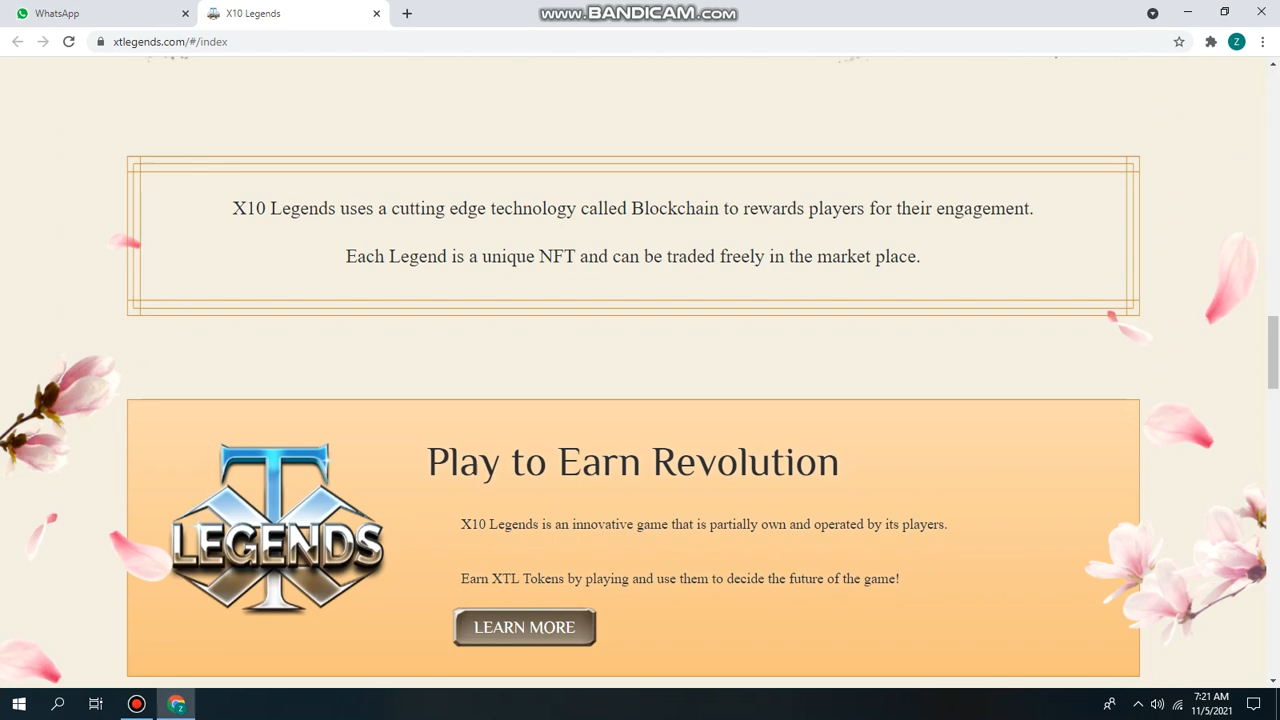 WhatsApp
X10 Legends
www.BANDICAM.com
xtlegends.com/#/index
Z
X10 Legends uses a cutting edge technology called Blockchain to rewards players for their engagement.
Each Legend is a unique NFT and can be traded freely in the market place.
T
LEGENDS
Play to Earn Revolution
X10 Legends is an innovative game that is partially own and operated by its players.
Earn XTL Tokens by playing and use them to decide the future of the game!
LEARN MORE
7:21 AM
11/5/2021